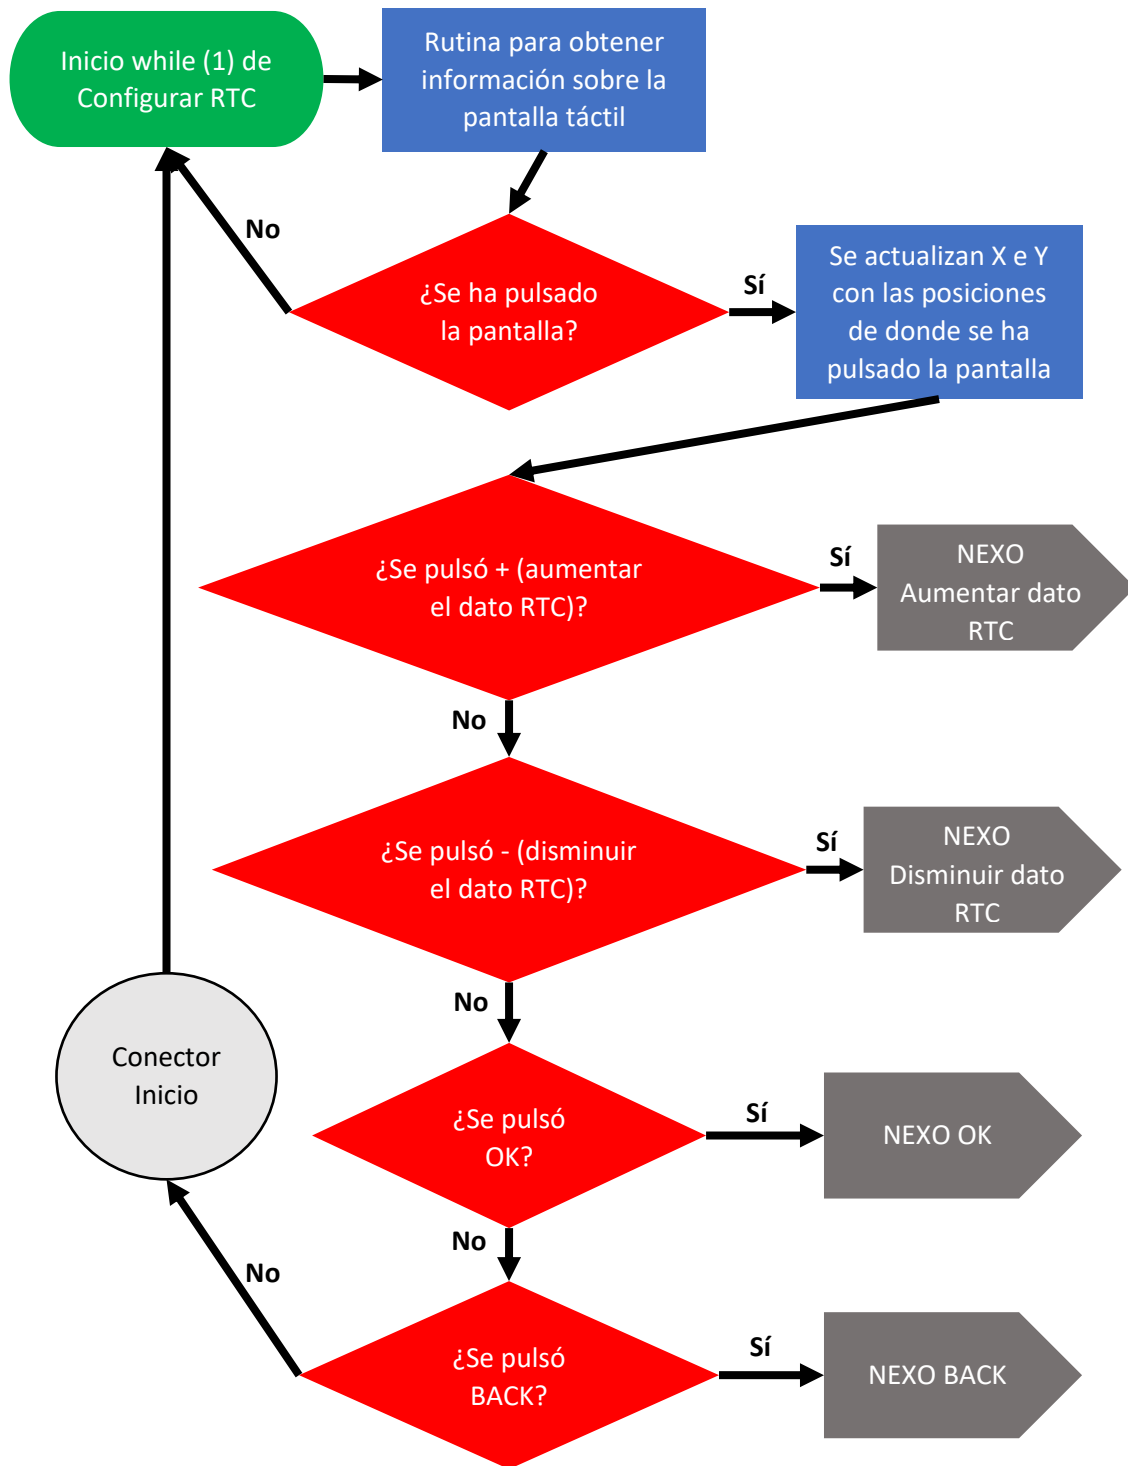 Inicio while (1) de
Configurar RTC
Rutina para obtener
información sobre la
pantalla táctil
No
¿Se ha pulsado
la pantalla?
Sí
Se actualizan X e Y
con las posiciones
de donde se ha
pulsado la pantalla
¿Se pulsó + (aumentar
el dato RTC)?
Sí
NEXO
Aumentar dato
RTC
No
¿Se pulsó - (disminuir
el dato RTC)?
Sí
NEXO
Disminuir dato
RTC
No
Conector
Inicio
¿Se pulsó
OK?
Sí
NEXO OK
No
No
¿Se pulsó
BACK?
Sí
NEXO BACK